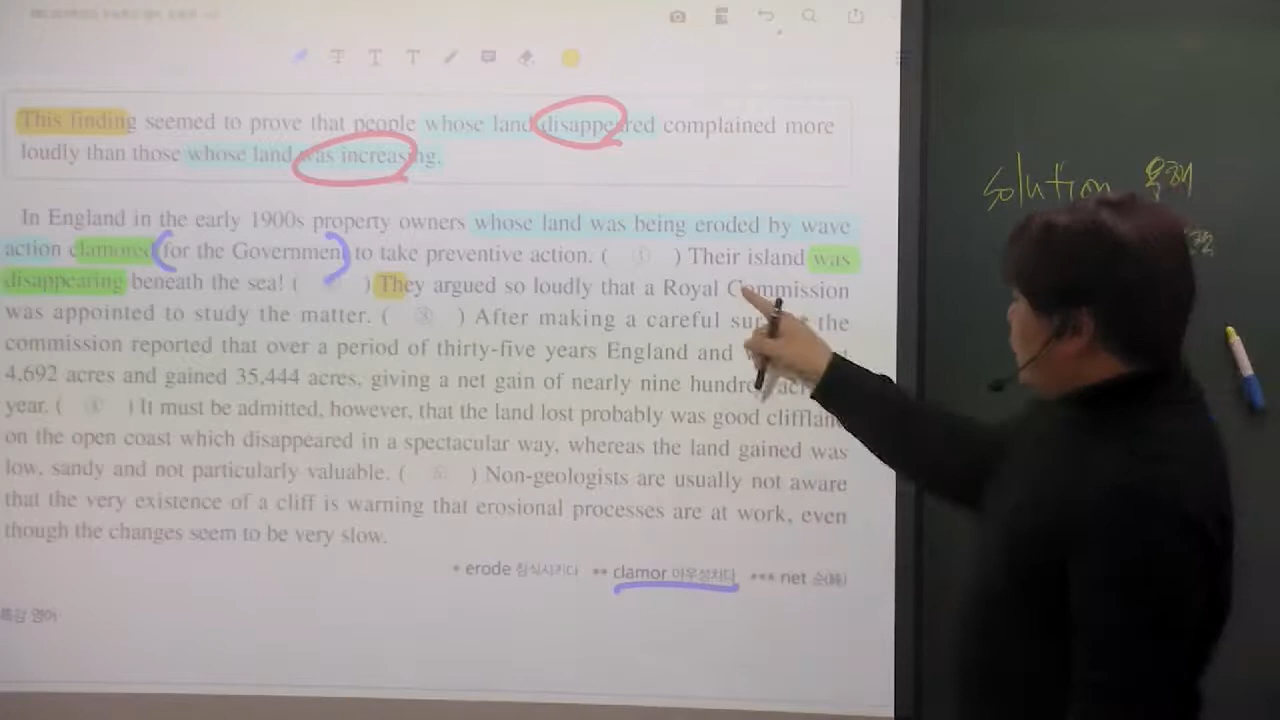 This finding seemed to prove that people whose land disappeared complained more
loudly than those whose land was increasing.
In England in the early 1900s property owners whose land was being eroded by wave
action clamored for the Government to take preventive action. ( ① ) Their island was
disappearing beneath the sea! ( ) They argued so loudly that a Royal Commission
was appointed to study the matter. ( ③ ) After making a careful the
commission reported that over a period of thirty-five years England and
4,692 acres and gained 35,444 acres, giving a net gain of nearly nine
year. ( ④ ) It must be admitted, however, that the land lost probably was good cliffland
on the open coast which disappeared in a spectacular way, whereas the land gained was
low, sandy and not particularly valuable. ( ⑤ ) Non-geologists are usually not aware
that the very existence of a cliff is warning that erosional processes are at work, even
though the changes seem to be very slow.
* erode 침식시키다 ** clamor 아우성치다 *** net 순(純)
특강 영어
solution 용해